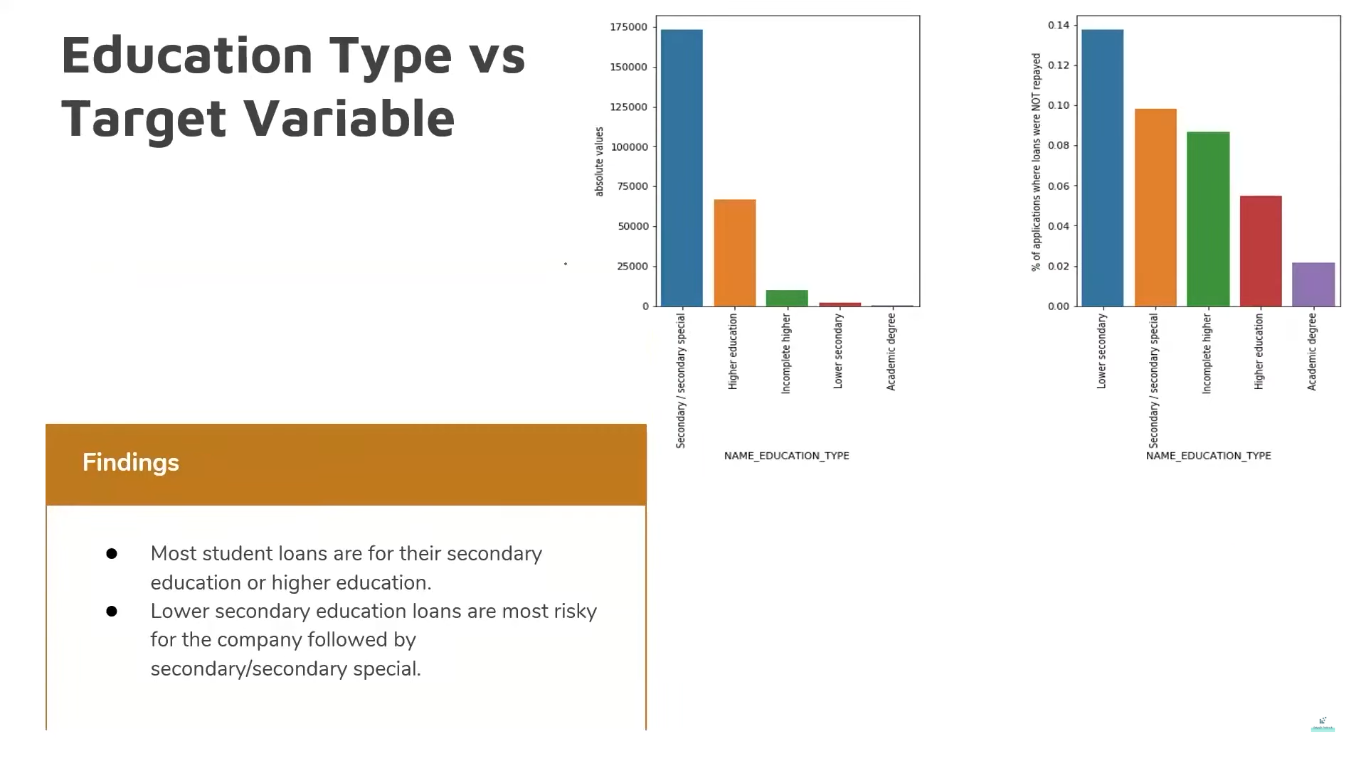 Education Type vs
Target Variable
175000
150000
125000
100000
75000
50000
25000
0
absolute values
Secondary / secondary special
Higher education
Incomplete higher
Lower secondary
Academic degree
NAME_EDUCATION_TYPE
0.14
0.12
0.10
0.08
0.06
0.04
0.02
0.00
% of applications where loans were NOT repayed
Lower secondary
Secondary / secondary special
Incomplete higher
Higher education
Academic degree
NAME_EDUCATION_TYPE
Findings
● Most student loans are for their secondary
education or higher education.
● Lower secondary education loans are most risky
for the company followed by
secondary/secondary special.